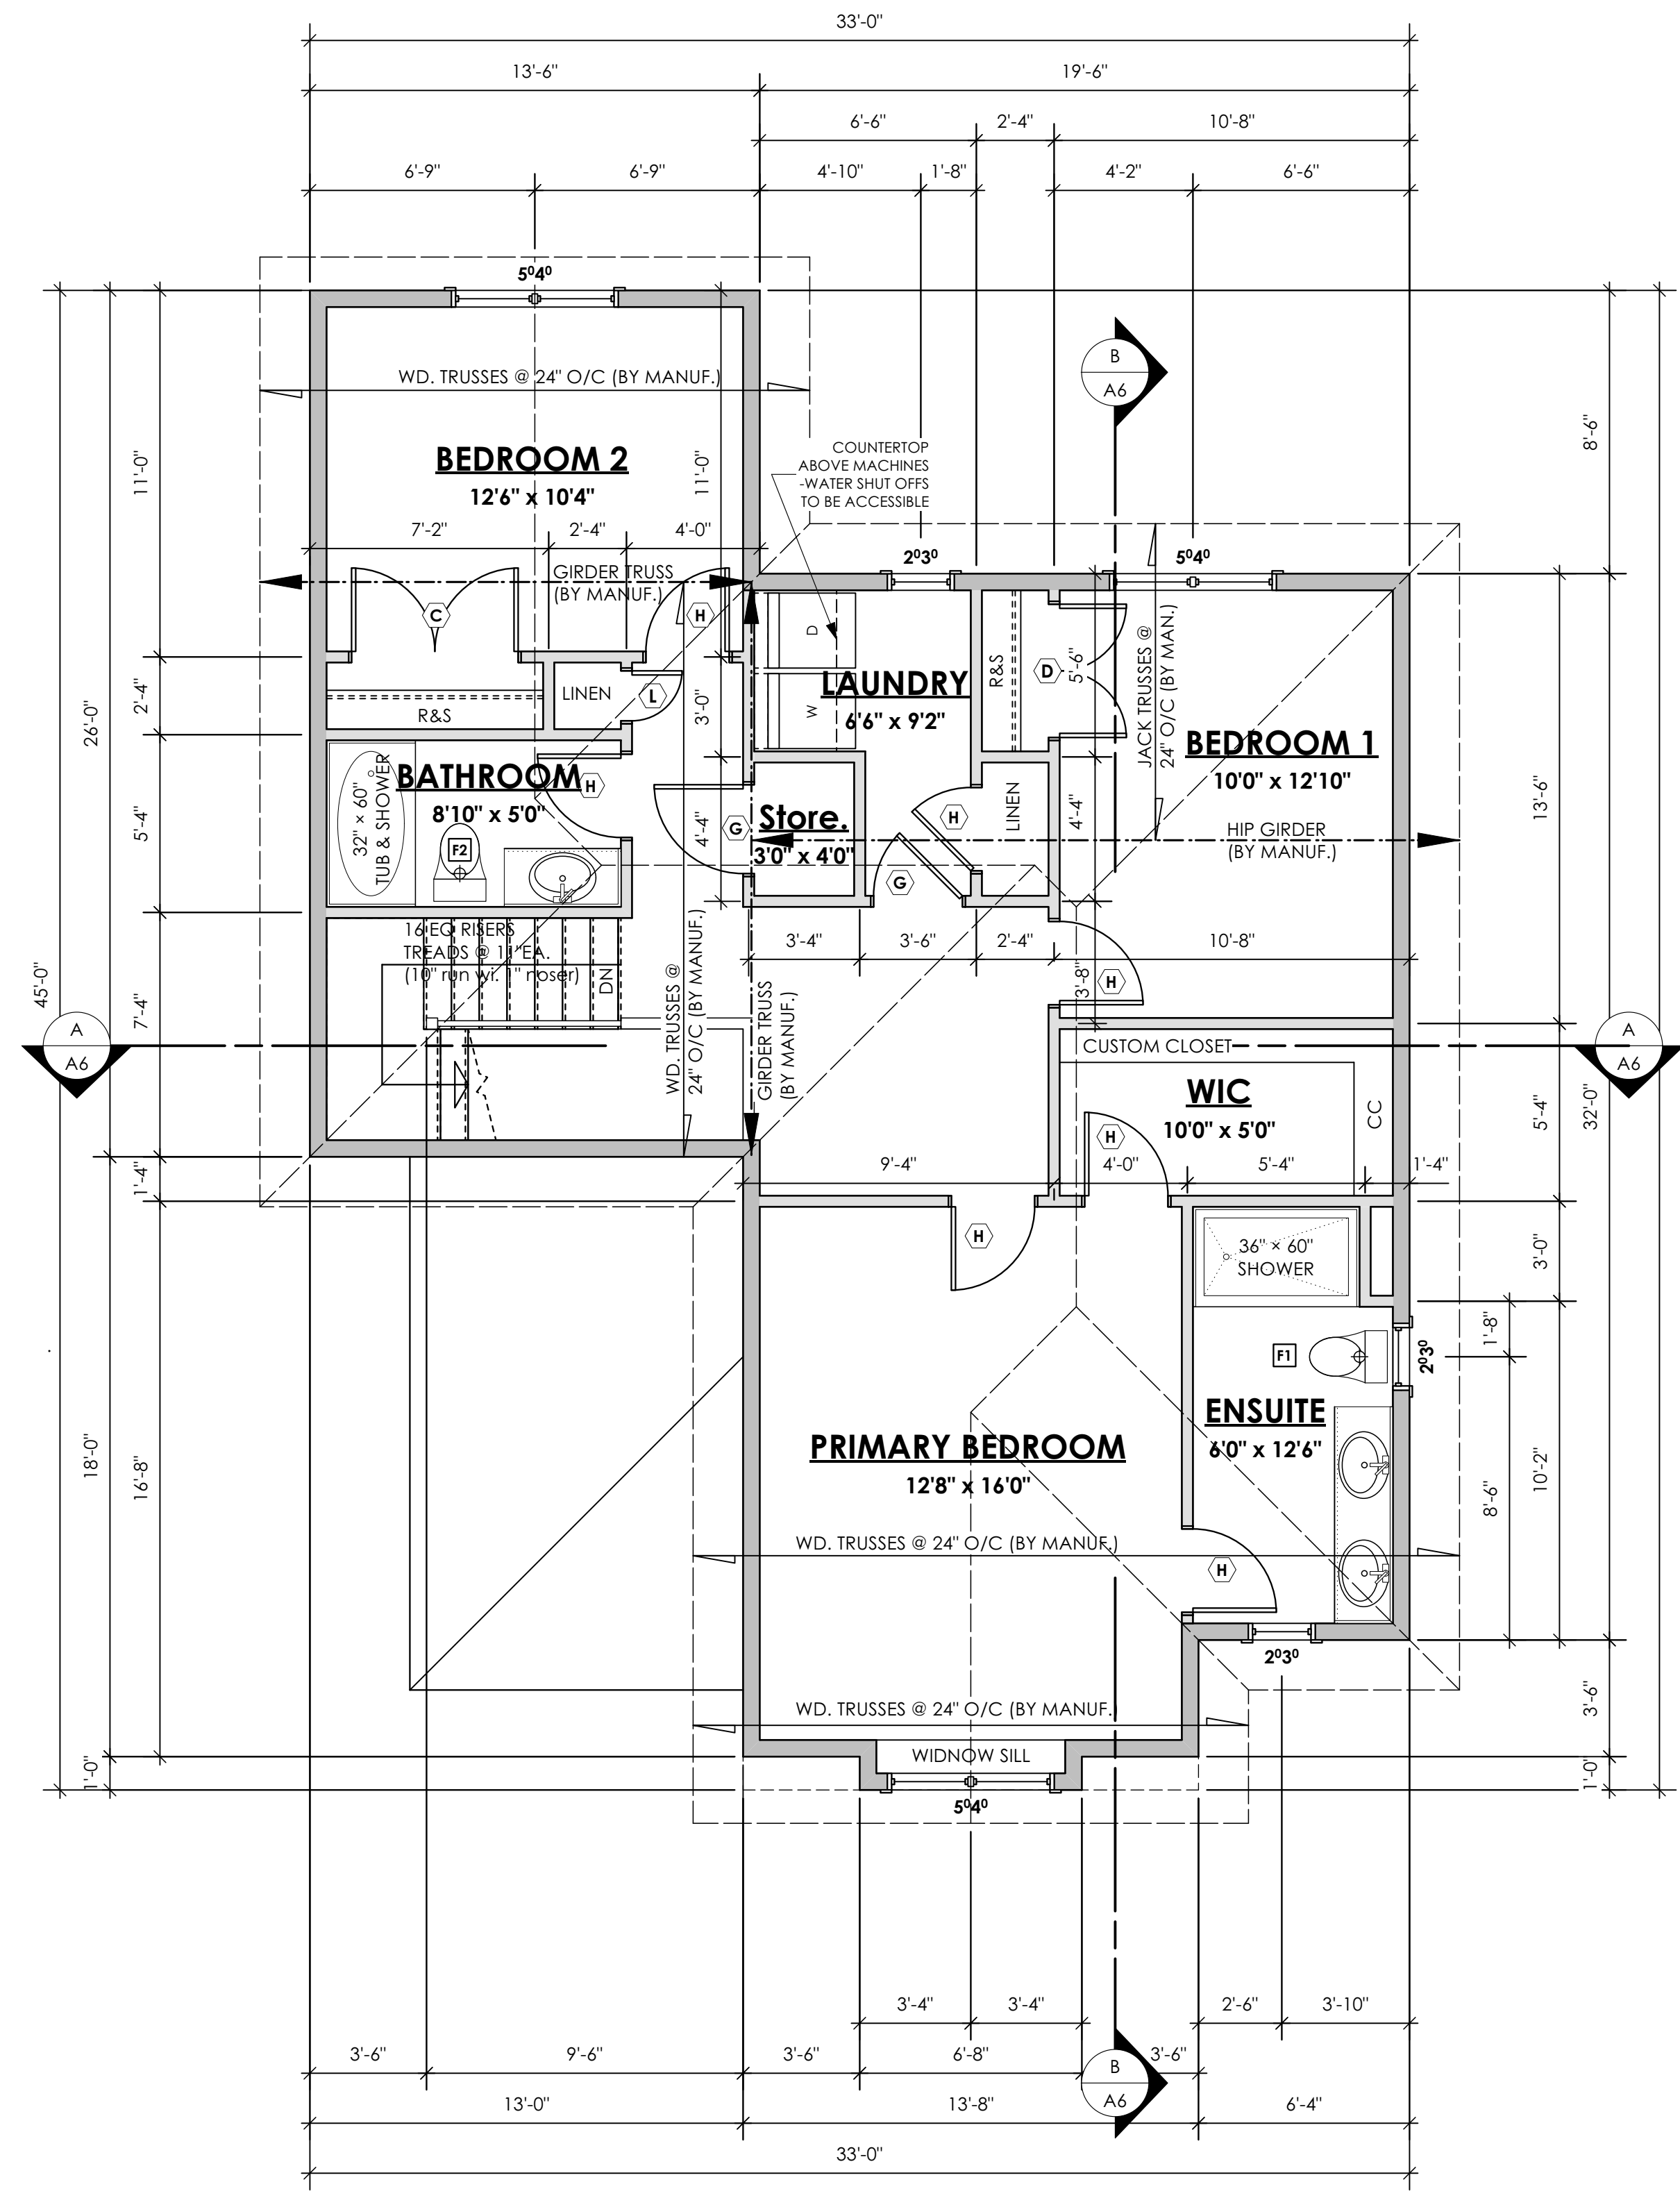 33'-0"
13'-6"
19'-6"
6'-6"
2'-4"
10'-8"
6'-9"
6'-9"
4'-10"
1'-8"
4'-2"
6'-6"
5⁰4⁰
WD. TRUSSES @ 24" O/C (BY MANUF.)
B
A6
BEDROOM 2
12'6" x 10'4"
COUNTERTOP
ABOVE MACHINES
-WATER SHUT OFFS
TO BE ACCESSIBLE
11'-0"
11'-0"
8'-6"
7'-2"
2'-4"
4'-0"
2⁰3⁰
5⁰4⁰
GIRDER TRUSS
(BY MANUF.)
C
H
D
W
LAUNDRY
6'6" x 9'2"
R&S
D
5'-6"
JACK TRUSSES @
24" O/C (BY MAN.)
BEDROOM 1
10'0" x 12'10"
LINEN
L
R&S
3'-0"
2'-4"
26'-0"
BATHROOM
8'10" x 5'0"
H
32" × 60"
TUB & SHOWER
F2
G
4'-4"
Store.
3'0" x 4'0"
H
G
LINEN
4'-4"
HIP GIRDER
(BY MANUF.)
13'-6"
5'-4"
16 EQ RISERS
TREADS @ 11"EA.
(10" run wi. 1" noser)
DN
3'-4"
3'-6"
2'-4"
10'-8"
3'-8"
H
45'-0"
7'-4"
WD. TRUSSES @
24" O/C (BY MANUF.)
GIRDER TRUSS
(BY MANUF.)
A
A6
A
A6
CUSTOM CLOSET
WIC
10'0" x 5'0"
CC
H
5'-4"
32'-0"
1'-4"
9'-4"
4'-0"
5'-4"
1'-4"
H
36" × 60"
SHOWER
3'-0"
1'-8"
F1
2⁰3⁰
ENSUITE
6'0" x 12'6"
PRIMARY BEDROOM
12'8" x 16'0"
18'-0"
16'-8"
8'-6"
10'-2"
WD. TRUSSES @ 24" O/C (BY MANUF.)
H
2⁰3⁰
WD. TRUSSES @ 24" O/C (BY MANUF.)
3'-6"
WIDNOW SILL
1'-0"
1'-0"
5⁰4⁰
3'-4"
3'-4"
2'-6"
3'-10"
3'-6"
9'-6"
3'-6"
6'-8"
3'-6"
B
A6
13'-0"
13'-8"
6'-4"
33'-0"